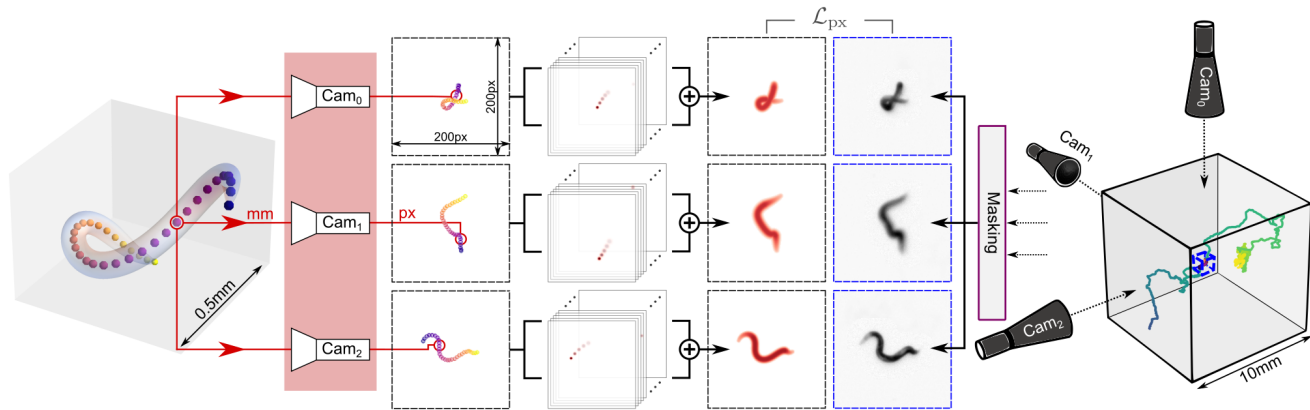 0.5mm
mm
Cam₀
Cam₁
Cam₂
px
200px
200px
ℒpx
Masking
Cam₀
Cam₁
Cam₂
10mm